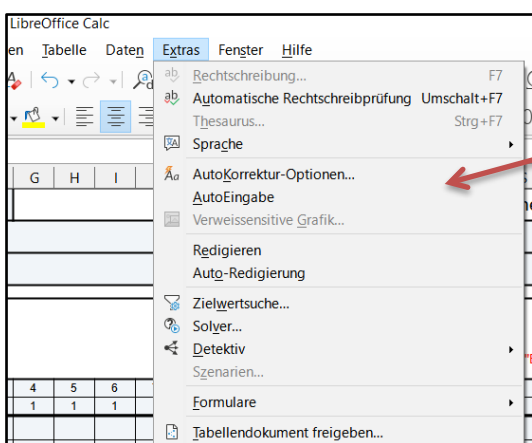 LibreOffice Calc
en Tabelle Daten Extras Fenster Hilfe
Rechtschreibung... F7
Automatische Rechtschreibprüfung Umschalt+F7
Thesaurus... Strg+F7
Sprache
AutoKorrektur-Optionen...
AutoEingabe
Verweissensitive Grafik...
Redigieren
Auto-Redigierung
Zielwertsuche...
Solver...
Detektiv
Szenarien...
Formulare
Tabellendokument freigeben...
G H I
4 5 6
1 1 1